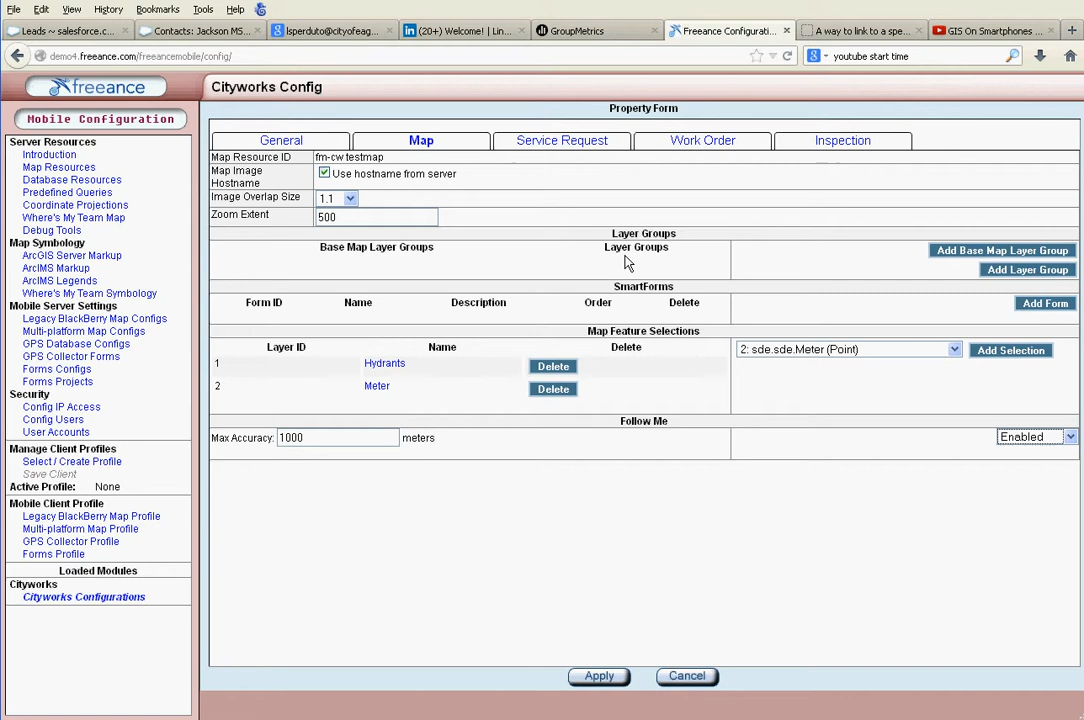 File Edit View History Bookmarks Tools Help
Leads ~ salesforce.c... × Contacts: Jackson MS... × lsperduto@cityofeag... × (20+) Welcome! | Lin... × GroupMetrics × Freeance Configurati... × A way to link to a spe... × GIS On Smartphones ... × +
demo4.freeance.com/freeancemobile/config/ youtube start time
freeance Cityworks Config
Mobile Configuration
Server Resources
Introduction
Map Resources
Database Resources
Predefined Queries
Coordinate Projections
Where's My Team Map
Debug Tools
Map Symbology
ArcGIS Server Markup
ArcIMS Markup
ArcIMS Legends
Where's My Team Symbology
Mobile Server Settings
Legacy BlackBerry Map Configs
Multi-platform Map Configs
GPS Database Configs
GPS Collector Forms
Forms Configs
Forms Projects
Security
Config IP Access
Config Users
User Accounts
Manage Client Profiles
Select / Create Profile
Save Client
Active Profile: None
Mobile Client Profile
Legacy BlackBerry Map Profile
Multi-platform Map Profile
GPS Collector Profile
Forms Profile
Loaded Modules
Cityworks
Cityworks Configurations
Property Form
General Map Service Request Work Order Inspection
Map Resource ID fm-cw testmap
Map Image Hostname Use hostname from server
Image Overlap Size 1.1
Zoom Extent 500
Layer Groups
Base Map Layer Groups Layer Groups Add Base Map Layer Group
Add Layer Group
SmartForms
Form ID Name Description Order Delete Add Form
Map Feature Selections
Layer ID Name Delete 2: sde.sde.Meter (Point) Add Selection
1 Hydrants Delete
2 Meter Delete
Follow Me
Max Accuracy: 1000 meters Enabled
Apply Cancel